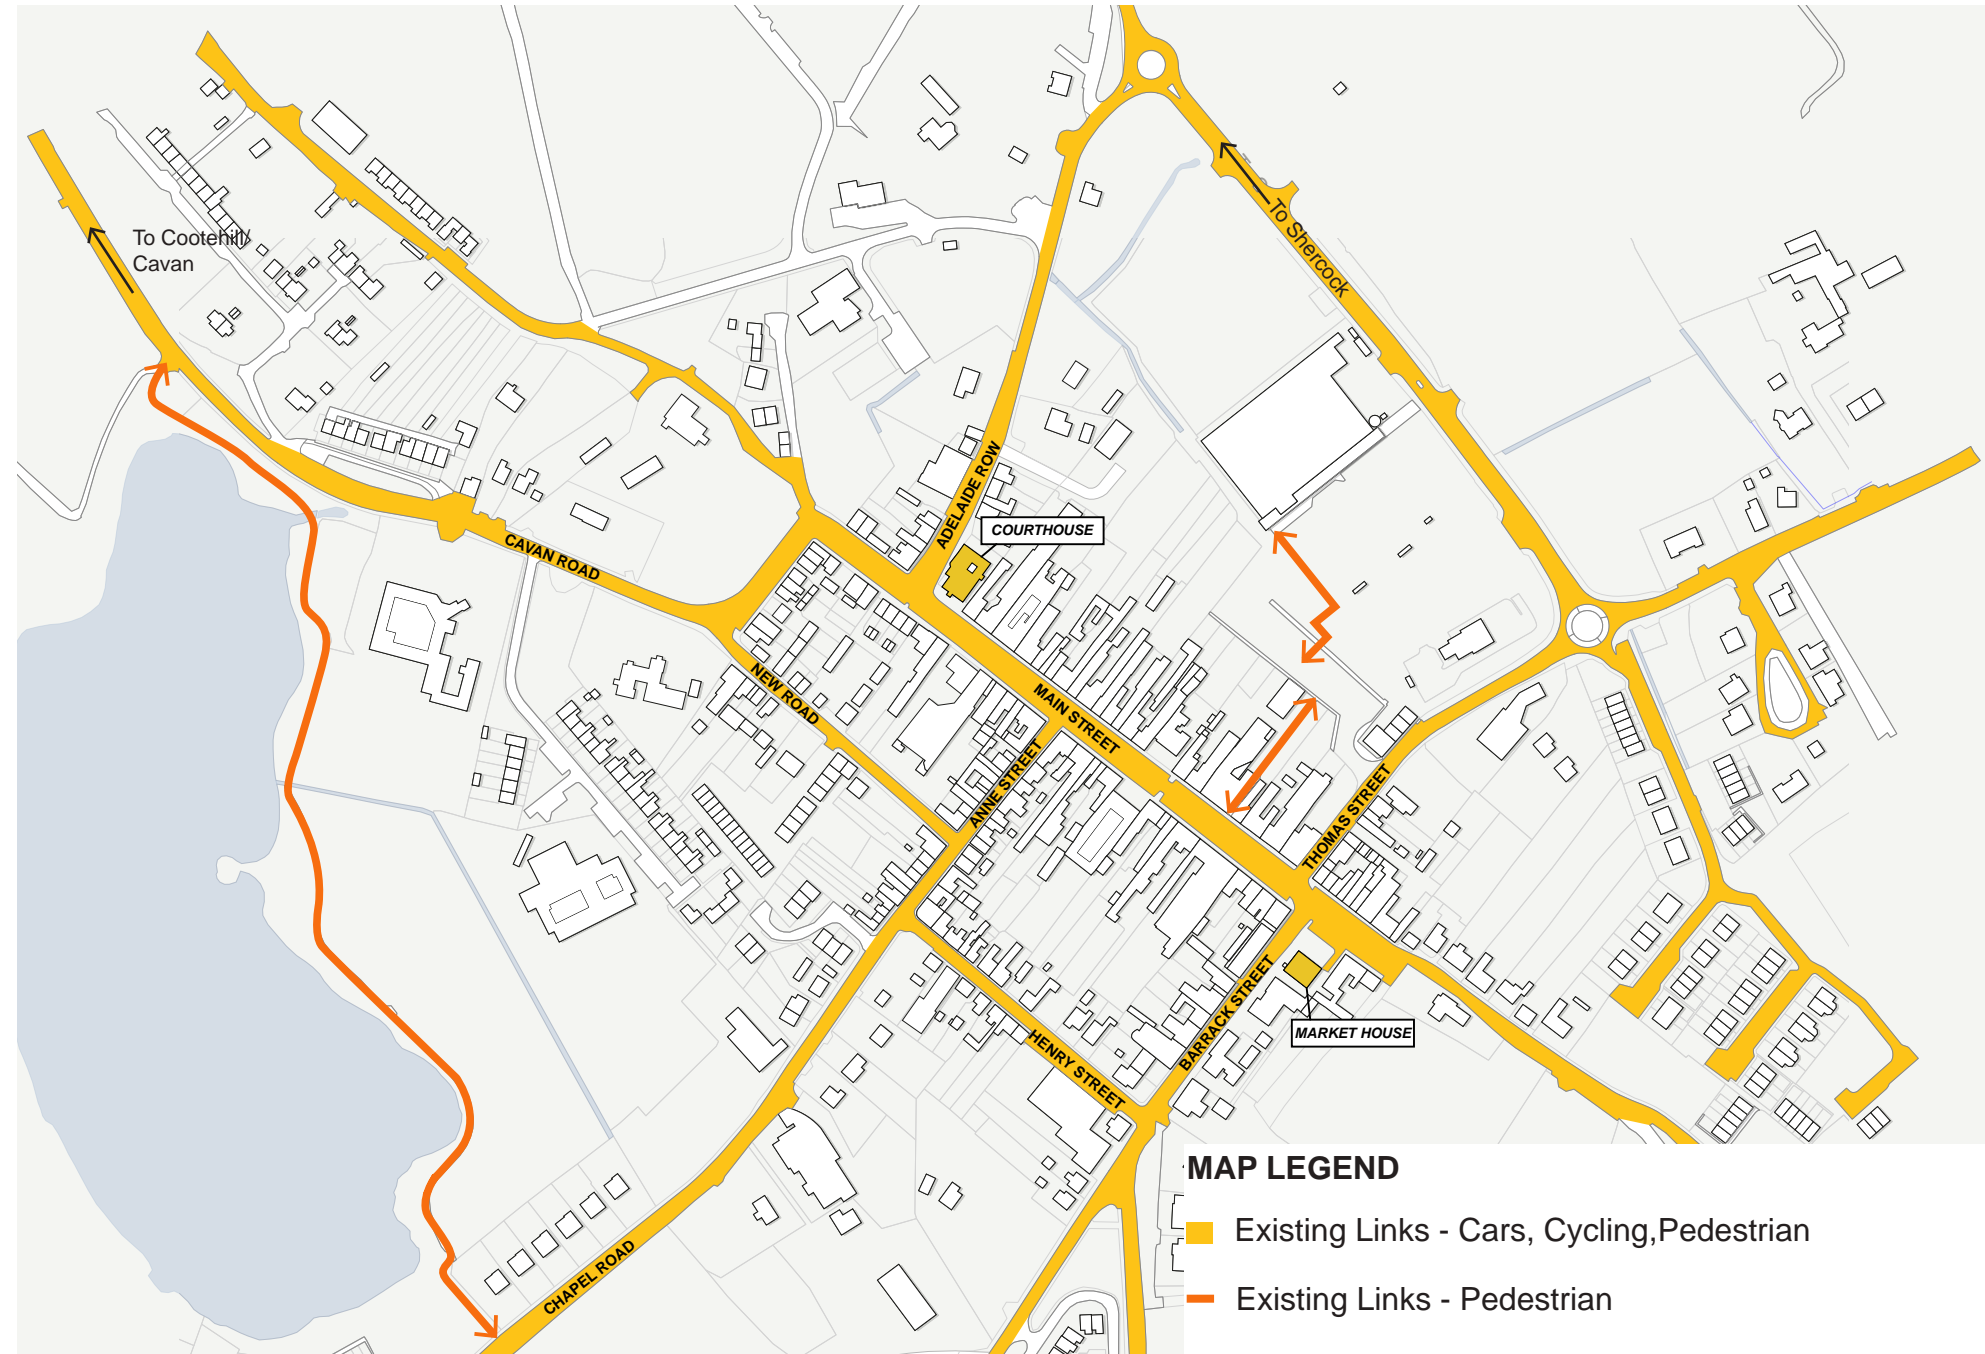 To Cootehill/
Cavan
To Shercock
ADELAIDE ROW
COURTHOUSE
CAVAN ROAD
NEW ROAD
MAIN STREET
ANNE STREET
THOMAS STREET
BARRACK STREET
MARKET HOUSE
HENRY STREET
CHAPEL ROAD
MAP LEGEND
Existing Links - Cars, Cycling,Pedestrian
Existing Links - Pedestrian